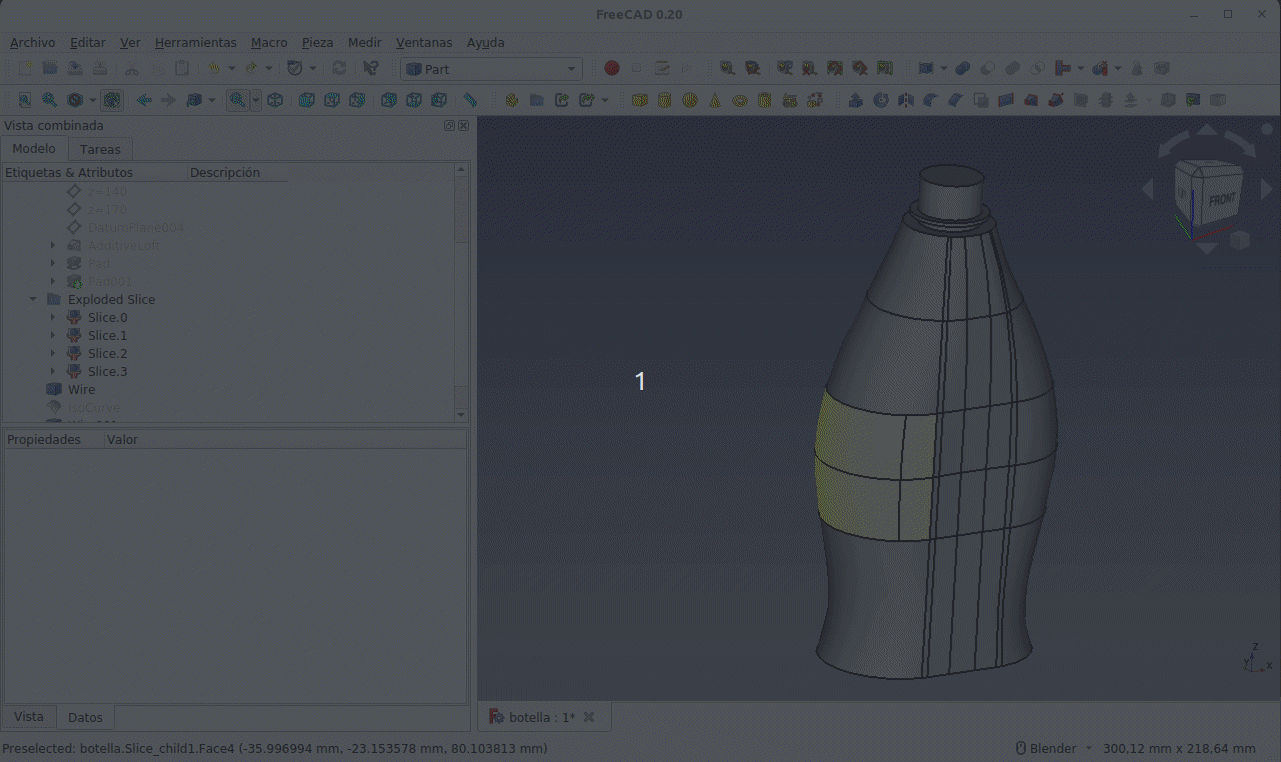 FreeCAD 0.20
Archivo Editar Ver Herramientas Macro Pieza Medir Ventanas Ayuda
Part
Vista combinada
Modelo Tareas
Etiquetas & Atributos Descripción
z=140
z=170
DatumPlane004
AdditiveLoft
Pad
Pad001
Exploded Slice
Slice.0
Slice.1
Slice.2
Slice.3
Wire
IsoCurve
Propiedades Valor
1
FRONT
Z
Y
X
Vista Datos
botella : 1*
Preselected: botella.Slice_child1.Face4 (-35.996994 mm, -23.153578 mm, 80.103813 mm)
Blender 300,12 mm x 218,64 mm